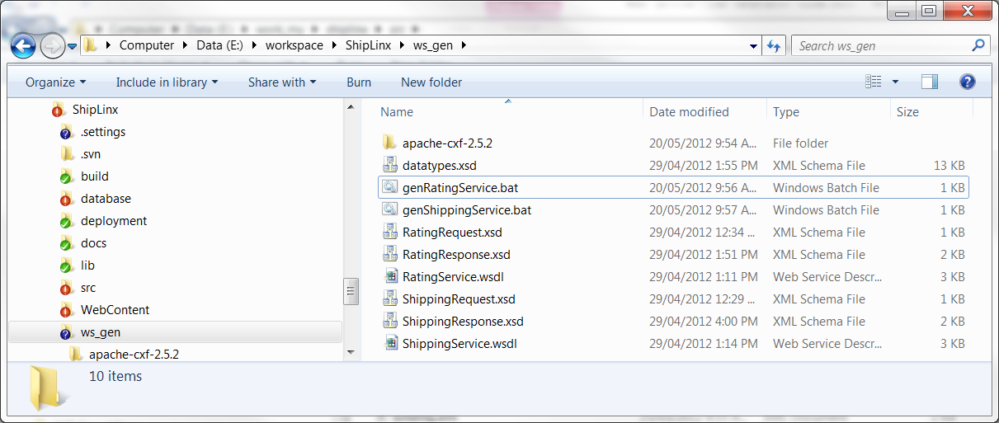 Computer Data (E:) workspace ShipLinx ws_gen
Search ws_gen
Organize Include in library Share with Burn New folder
ShipLinx
.settings
.svn
build
database
deployment
docs
lib
src
WebContent
ws_gen
apache-cxf-2.5.2
Name Date modified Type Size
apache-cxf-2.5.2 20/05/2012 9:54 A... File folder
datatypes.xsd 29/04/2012 1:55 PM XML Schema File 13 KB
genRatingService.bat 20/05/2012 9:56 A... Windows Batch File 1 KB
genShippingService.bat 20/05/2012 9:57 A... Windows Batch File 1 KB
RatingRequest.xsd 29/04/2012 12:34 ... XML Schema File 1 KB
RatingResponse.xsd 29/04/2012 1:51 PM XML Schema File 2 KB
RatingService.wsdl 29/04/2012 1:11 PM Web Service Descr... 3 KB
ShippingRequest.xsd 29/04/2012 12:29 ... XML Schema File 1 KB
ShippingResponse.xsd 29/04/2012 4:00 PM XML Schema File 2 KB
ShippingService.wsdl 29/04/2012 1:14 PM Web Service Descr... 3 KB
10 items